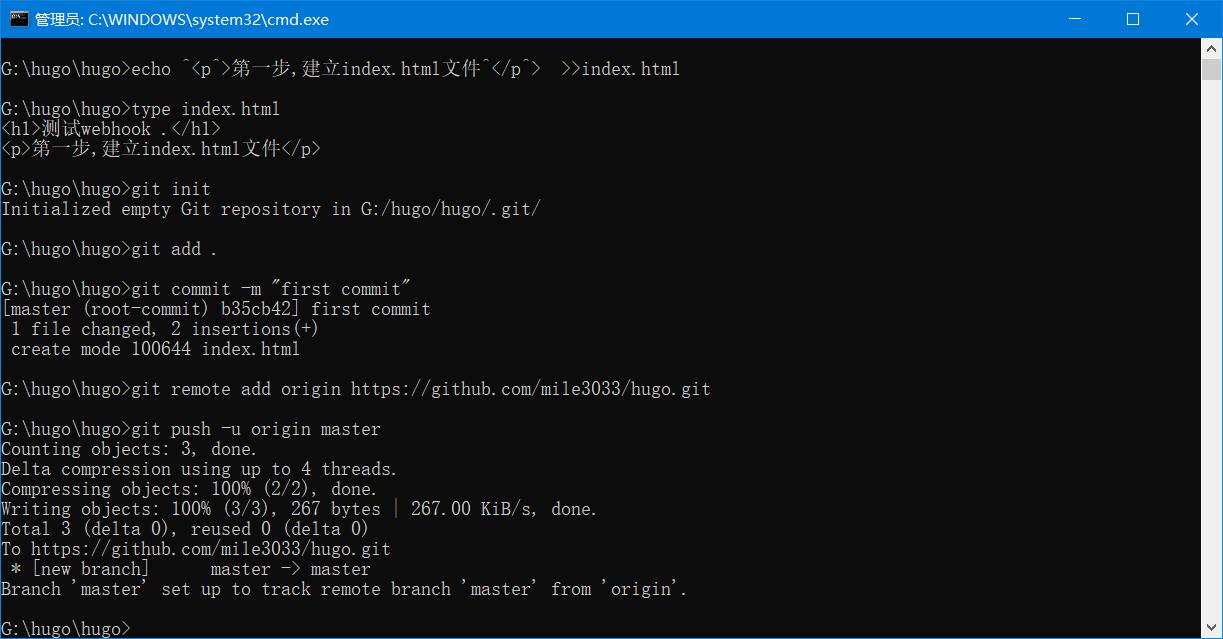 管理员: C:\WINDOWS\system32\cmd.exe
G:\hugo\hugo>echo ^<p^>第一步,建立index.html文件^</p^>  >>index.html
G:\hugo\hugo>type index.html
<h1>测试webhook .</h1>
<p>第一步,建立index.html文件</p>
G:\hugo\hugo>git init
Initialized empty Git repository in G:/hugo/hugo/.git/
G:\hugo\hugo>git add .
G:\hugo\hugo>git commit -m "first commit"
[master (root-commit) b35cb42] first commit
 1 file changed, 2 insertions(+)
 create mode 100644 index.html
G:\hugo\hugo>git remote add origin https://github.com/mile3033/hugo.git
G:\hugo\hugo>git push -u origin master
Counting objects: 3, done.
Delta compression using up to 4 threads.
Compressing objects: 100% (2/2), done.
Writing objects: 100% (3/3), 267 bytes | 267.00 KiB/s, done.
Total 3 (delta 0), reused 0 (delta 0)
To https://github.com/mile3033/hugo.git
 * [new branch]      master -> master
Branch 'master' set up to track remote branch 'master' from 'origin'.
G:\hugo\hugo>